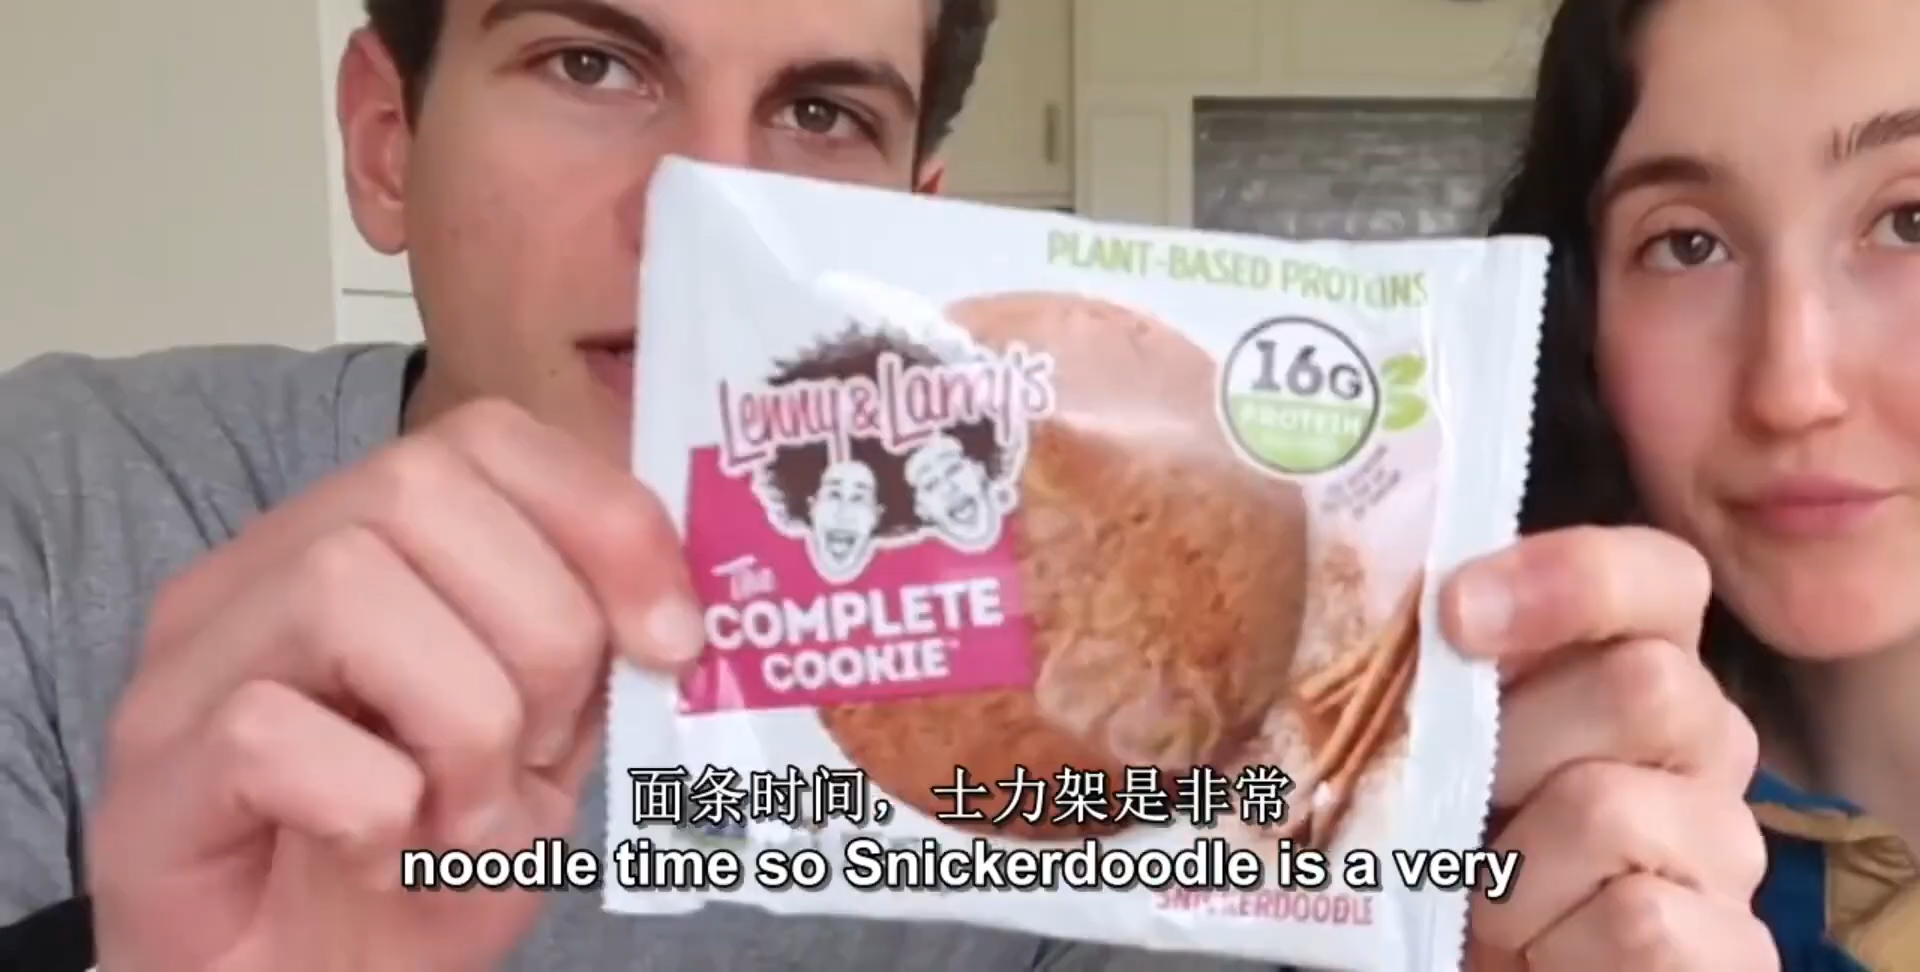 PLANT-BASED PROTEINS
16G
PROTEIN
Lenny & Larry's
The
COMPLETE
COOKIE
面条时间，士力架是非常
noodle time so Snickerdoodle is a very
SNICKERDOODLE